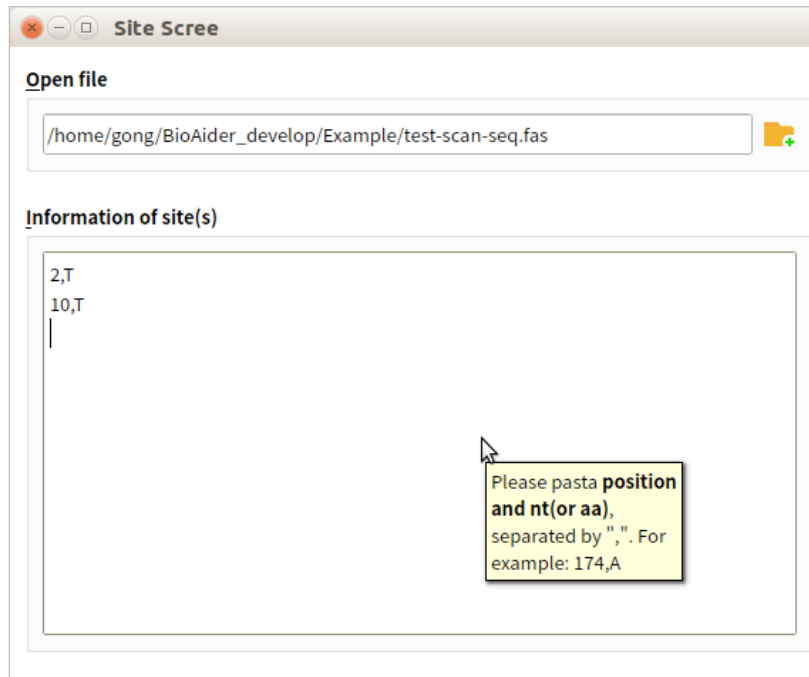 Site Scree
Open file
/home/gong/BioAider_develop/Example/test-scan-seq.fas
Information of site(s)
2,T
10,T
Please pasta position
and nt(or aa),
separated by ",". For
example: 174,A